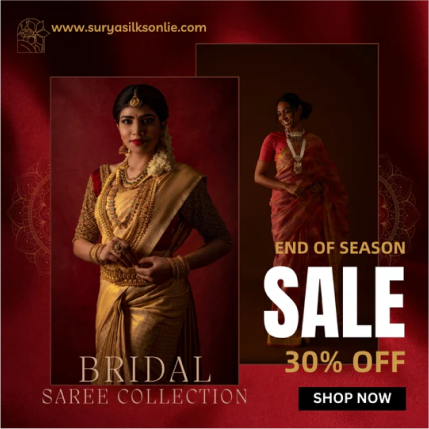 www.suryasilksonlie.com
END OF SEASON
SALE
30% OFF
BRIDAL
SAREE COLLECTION
SHOP NOW